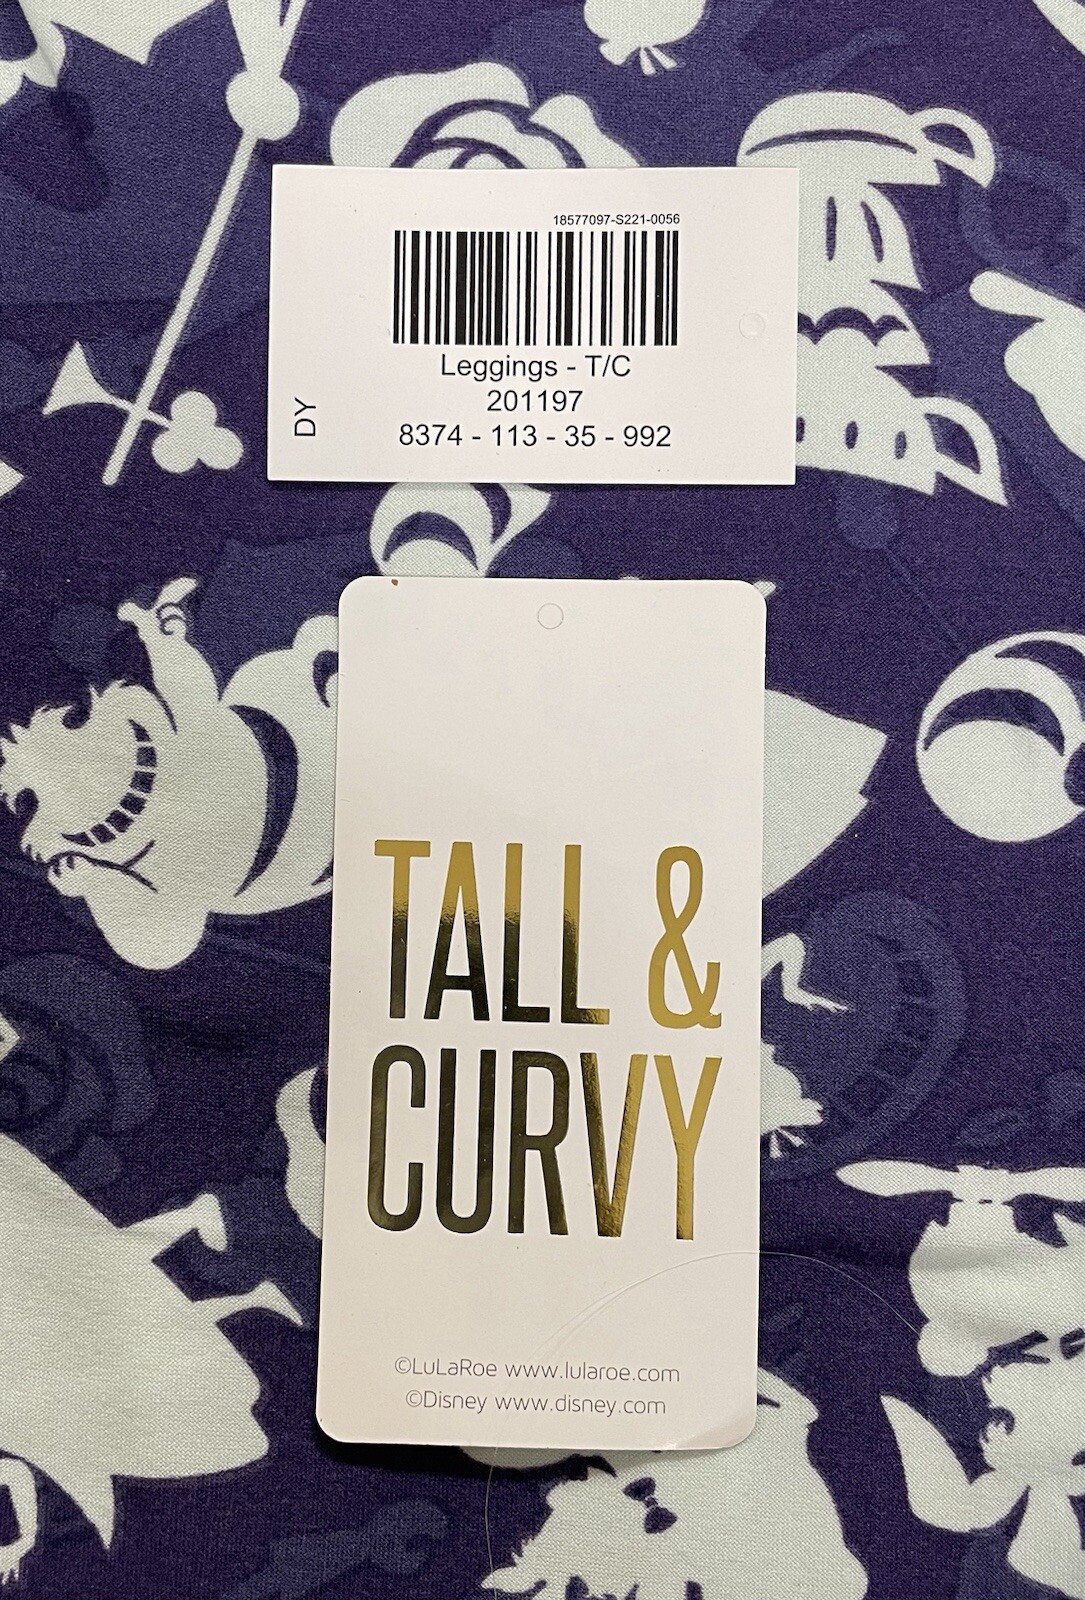 18577097-S221-0056
Leggings - T/C
201197
8374 - 113 - 35 - 992
DY
TALL &
CURVY
©LuLaRoe www.lularoe.com
©Disney www.disney.com